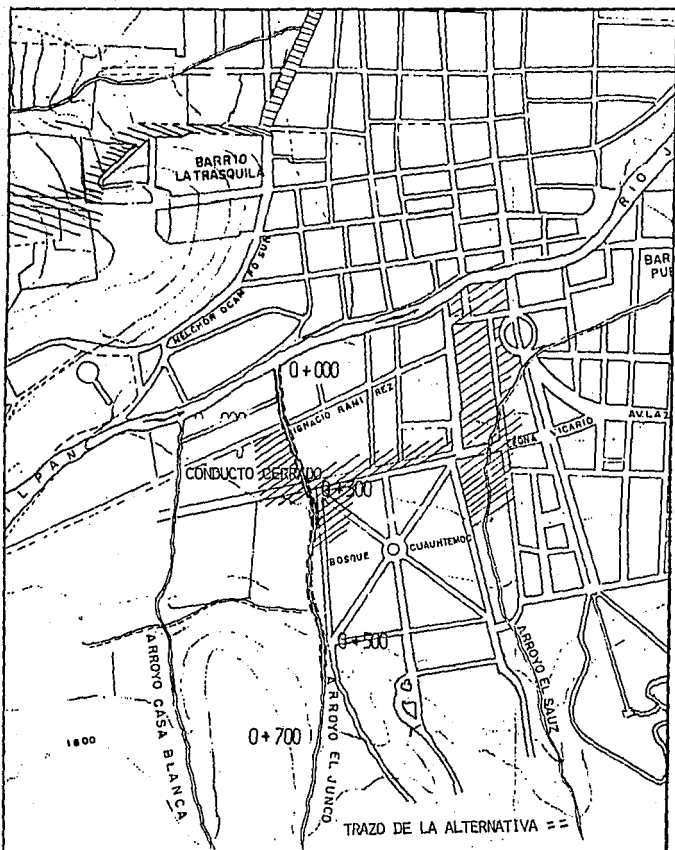 BARRIO
LA TRASQUILA
RIO J
BAR
PUE
MELCHOR OCAMPO SUR
0+000
IGNACIO RAMIREZ
AV. LAZ
LEONA VICARIO
LPAN
CONDUCTO CERRADO
0+300
BOSQUE CUAUHTEMOC
0+500
ARROYO CASA BLANCA
ARROYO EL JUNCO
ARROYO EL SAUZ
0+700
1800
TRAZO DE LA ALTERNATIVA ==